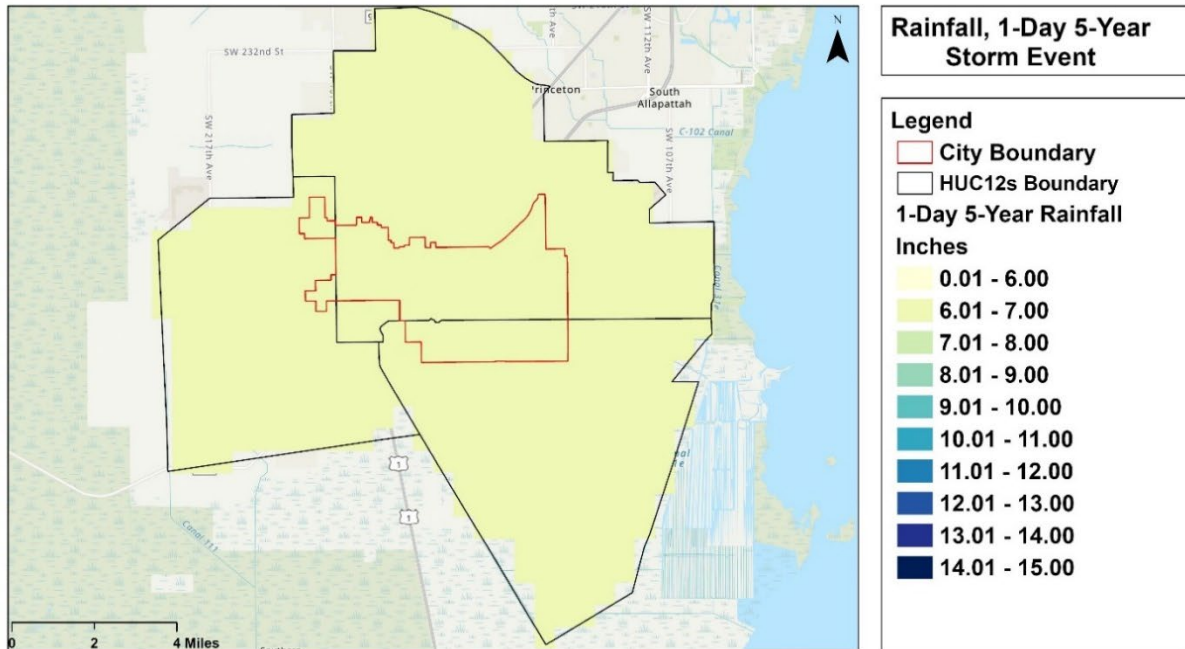 SW 232nd St
SW 217th Ave
Princeton
SW 112th Ave
South
Allapattah
C-102 Canal
SW 107th Ave
N
Canal 31e
1
1
Canal 111
0 2 4 Miles
Rainfall, 1-Day 5-Year
Storm Event
Legend
City Boundary
HUC12s Boundary
1-Day 5-Year Rainfall
Inches
0.01 - 6.00
6.01 - 7.00
7.01 - 8.00
8.01 - 9.00
9.01 - 10.00
10.01 - 11.00
11.01 - 12.00
12.01 - 13.00
13.01 - 14.00
14.01 - 15.00